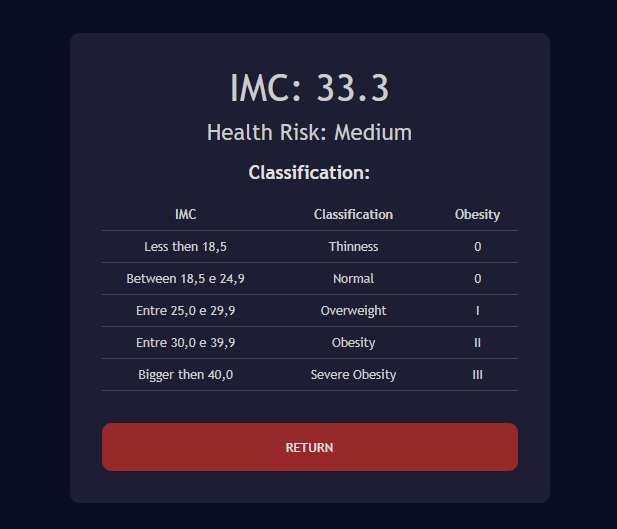 IMC: 33.3
Health Risk: Medium
Classification:
IMC Classification Obesity
Less then 18,5 Thinness 0
Between 18,5 e 24,9 Normal 0
Entre 25,0 e 29,9 Overweight I
Entre 30,0 e 39,9 Obesity II
Bigger then 40,0 Severe Obesity III
RETURN